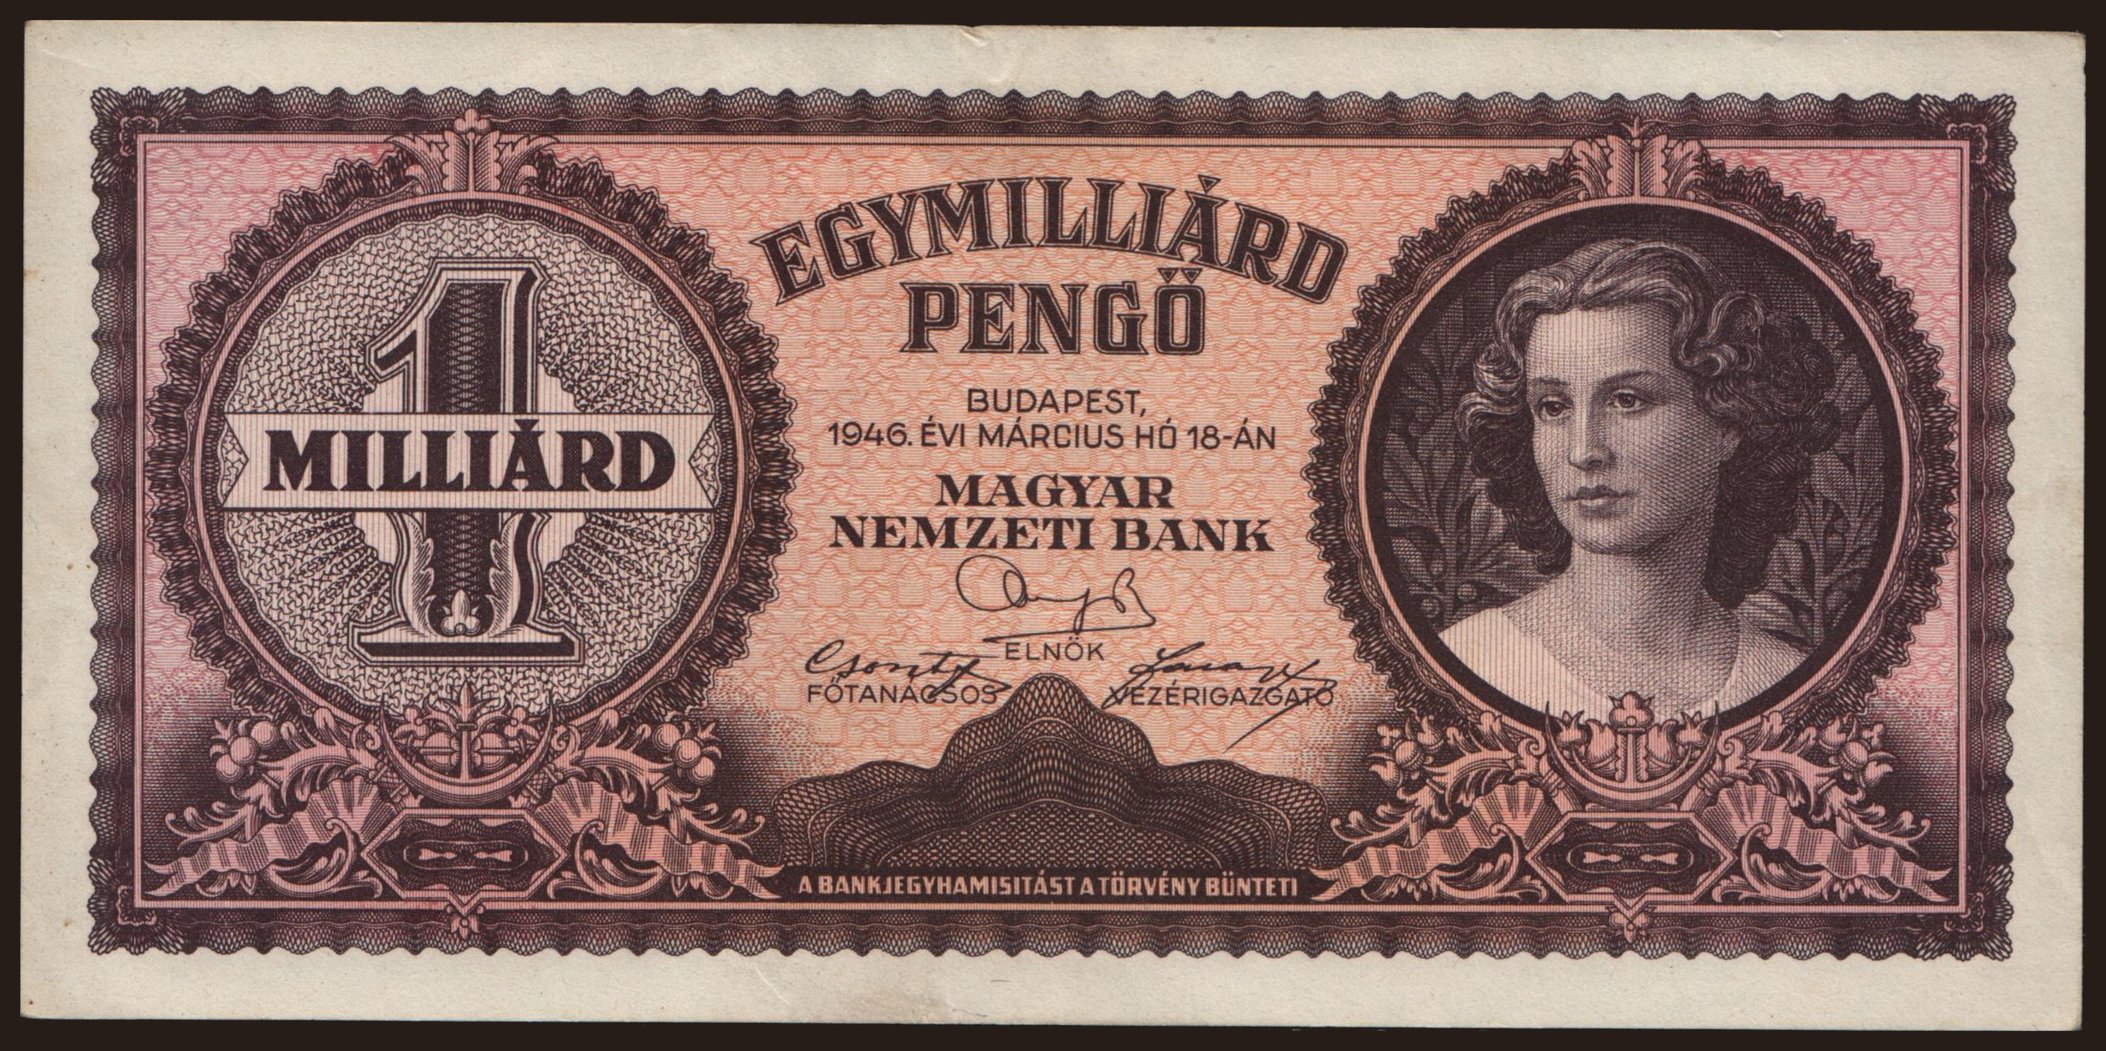 EGYMILLIÁRD
PENGŐ
1
MILLIÁRD
BUDAPEST,
1946. ÉVI MÁRCIUS HÓ 18-ÁN
MAGYAR
NEMZETI BANK
ELNÖK
FŐTANÁCSOS
VEZÉRIGAZGATÓ
A BANKJEGYHAMISITÁST A TÖRVÉNY BÜNTETI